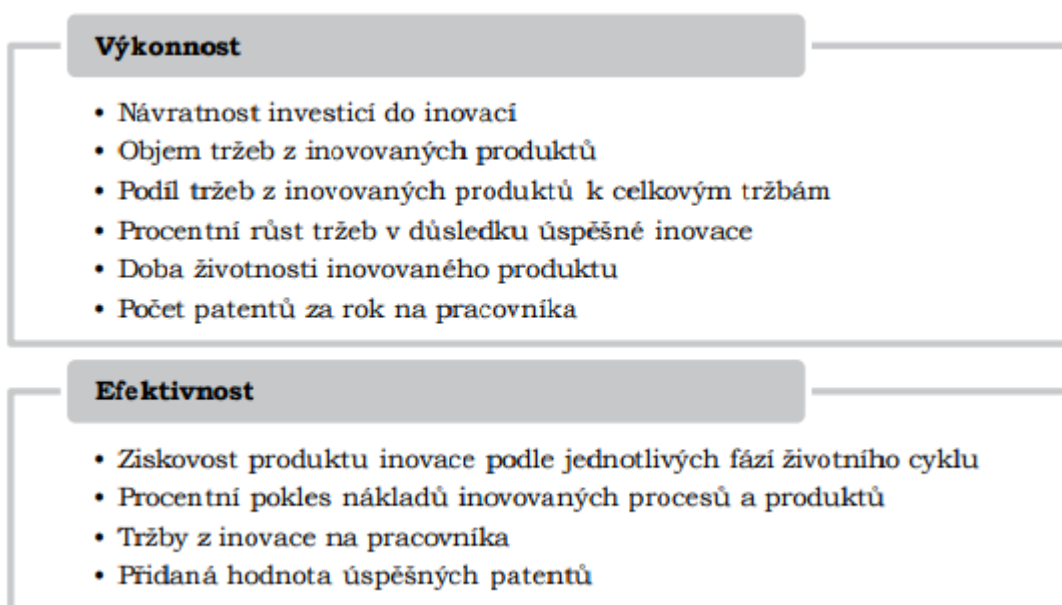 Výkonnost
• Návratnost investicí do inovací
• Objem tržeb z inovovaných produktů
• Podíl tržeb z inovovaných produktů k celkovým tržbám
• Procentní růst tržeb v důsledku úspěšné inovace
• Doba životnosti inovovaného produktu
• Počet patentů za rok na pracovníka
Efektivnost
• Ziskovost produktu inovace podle jednotlivých fází životního cyklu
• Procentní pokles nákladů inovovaných procesů a produktů
• Tržby z inovace na pracovníka
• Přidaná hodnota úspěšných patentů